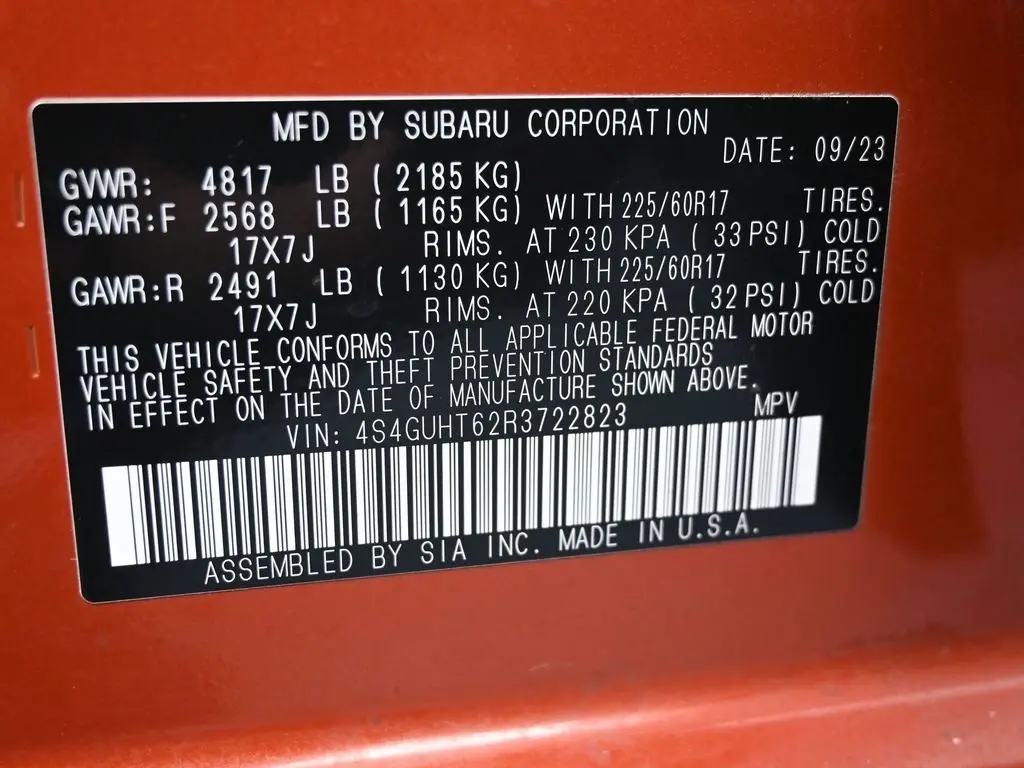 MFD BY SUBARU CORPORATION
DATE: 09/23
GVWR: 4817 LB (2185 KG)
GAWR:F 2568 LB (1165 KG) WITH 225/60R17 TIRES.
17X7J RIMS. AT 230 KPA (33 PSI) COLD
GAWR:R 2491 LB (1130 KG) WITH 225/60R17 TIRES.
17X7J RIMS. AT 220 KPA (32 PSI) COLD
THIS VEHICLE CONFORMS TO ALL APPLICABLE FEDERAL MOTOR
VEHICLE SAFETY AND THEFT PREVENTION STANDARDS
IN EFFECT ON THE DATE OF MANUFACTURE SHOWN ABOVE.
VIN: 4S4GUHT62R3722823 MPV
ASSEMBLED BY SIA INC. MADE IN U.S.A.